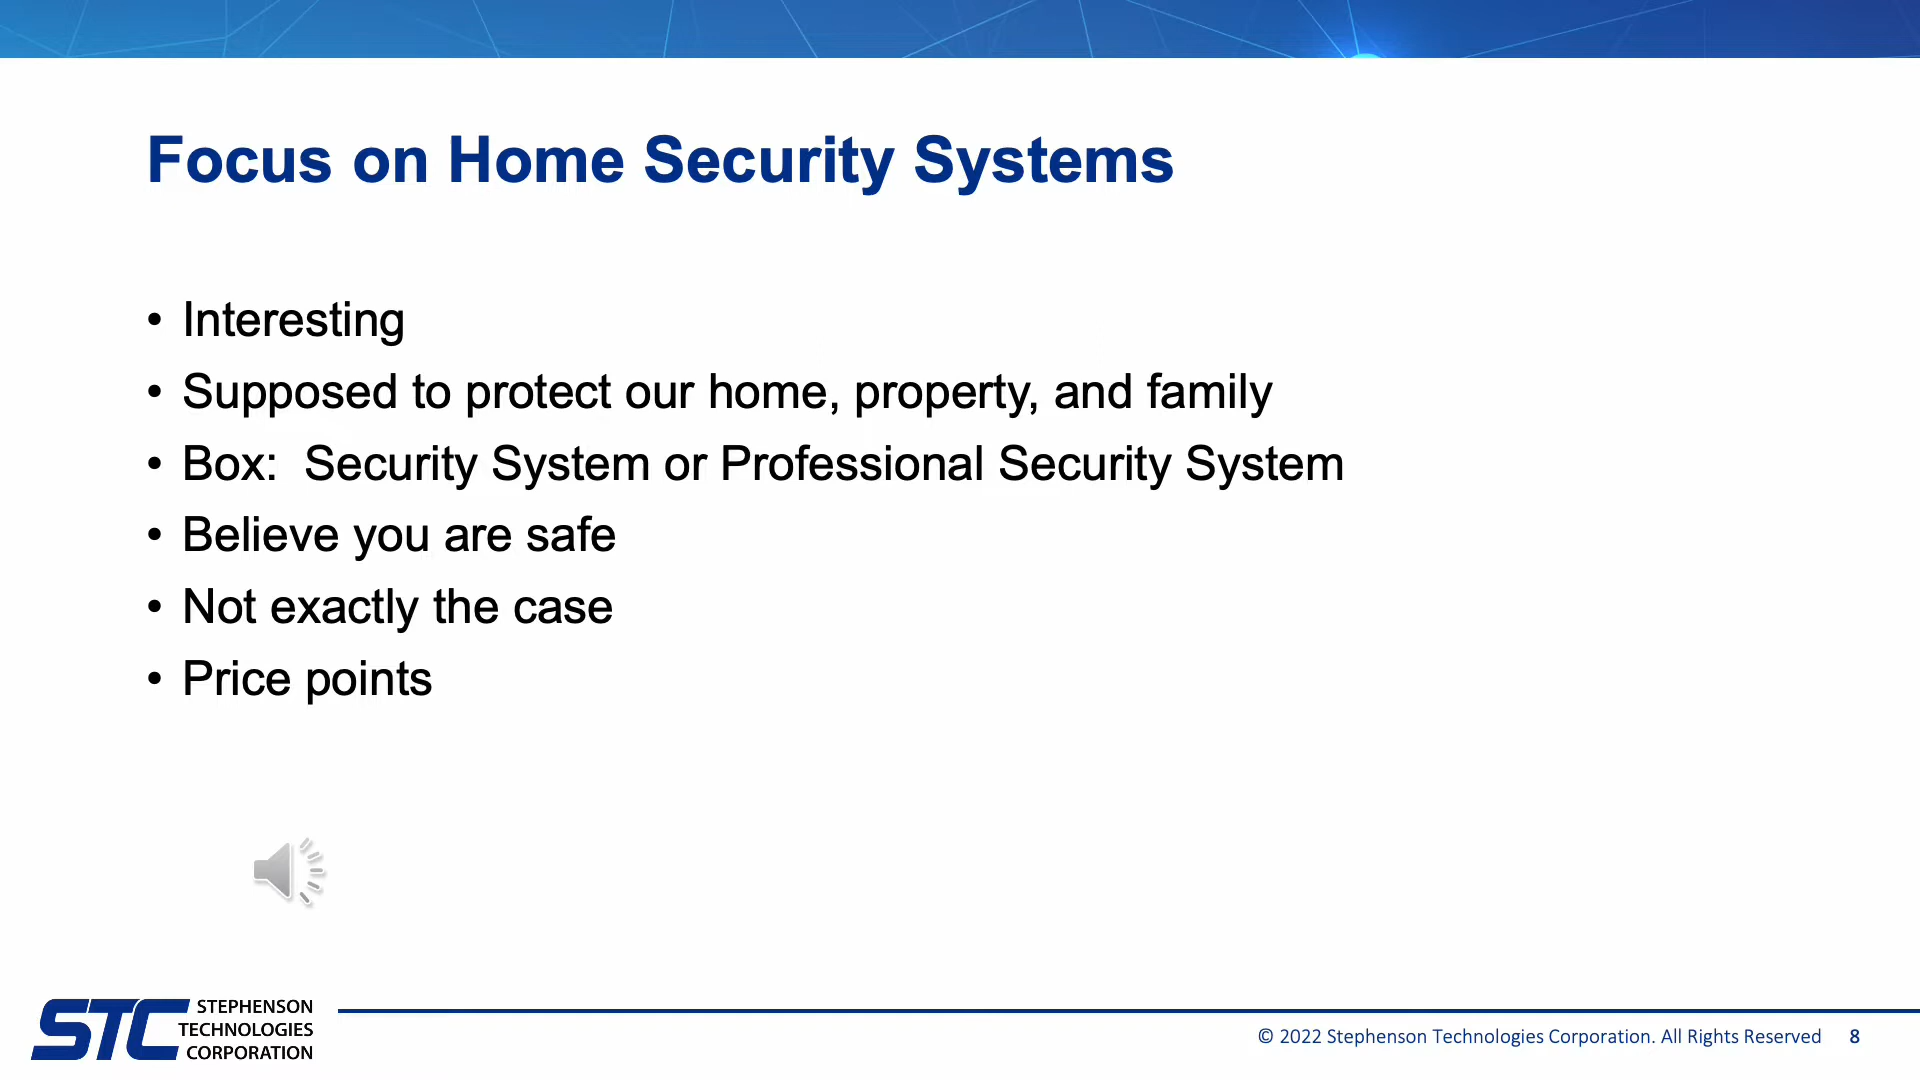 Focus on Home Security Systems
• Interesting
• Supposed to protect our home, property, and family
• Box:  Security System or Professional Security System
• Believe you are safe
• Not exactly the case
• Price points
STC
STEPHENSON
TECHNOLOGIES
CORPORATION
© 2022 Stephenson Technologies Corporation. All Rights Reserved 8